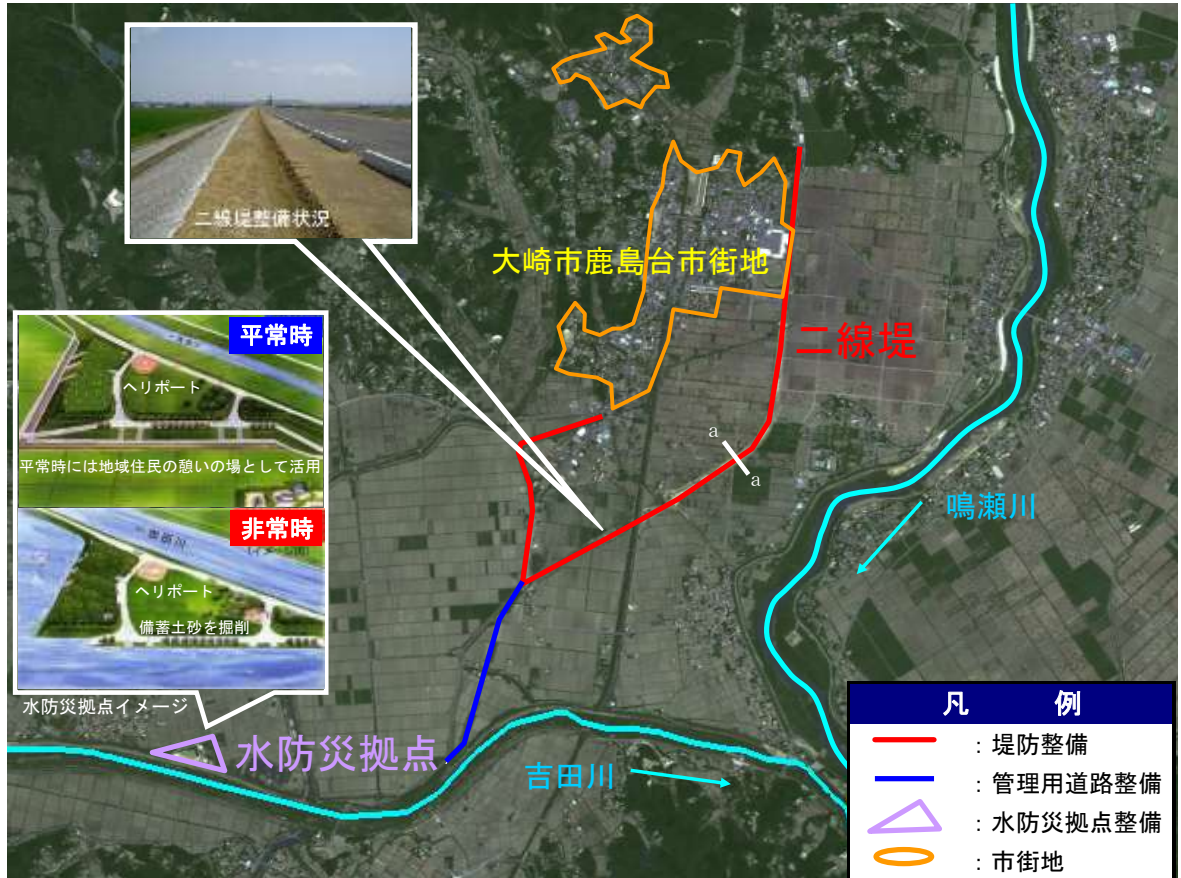 二線堤整備状況
大崎市鹿島台市街地
二線堤
平常時
ヘリポート
平常時には地域住民の憩いの場として活用
非常時
ヘリポート
備蓄土砂を掘削
水防災拠点イメージ
水防災拠点
a
a
鳴瀬川
吉田川
凡 例
：堤防整備
：管理用道路整備
：水防災拠点整備
：市街地